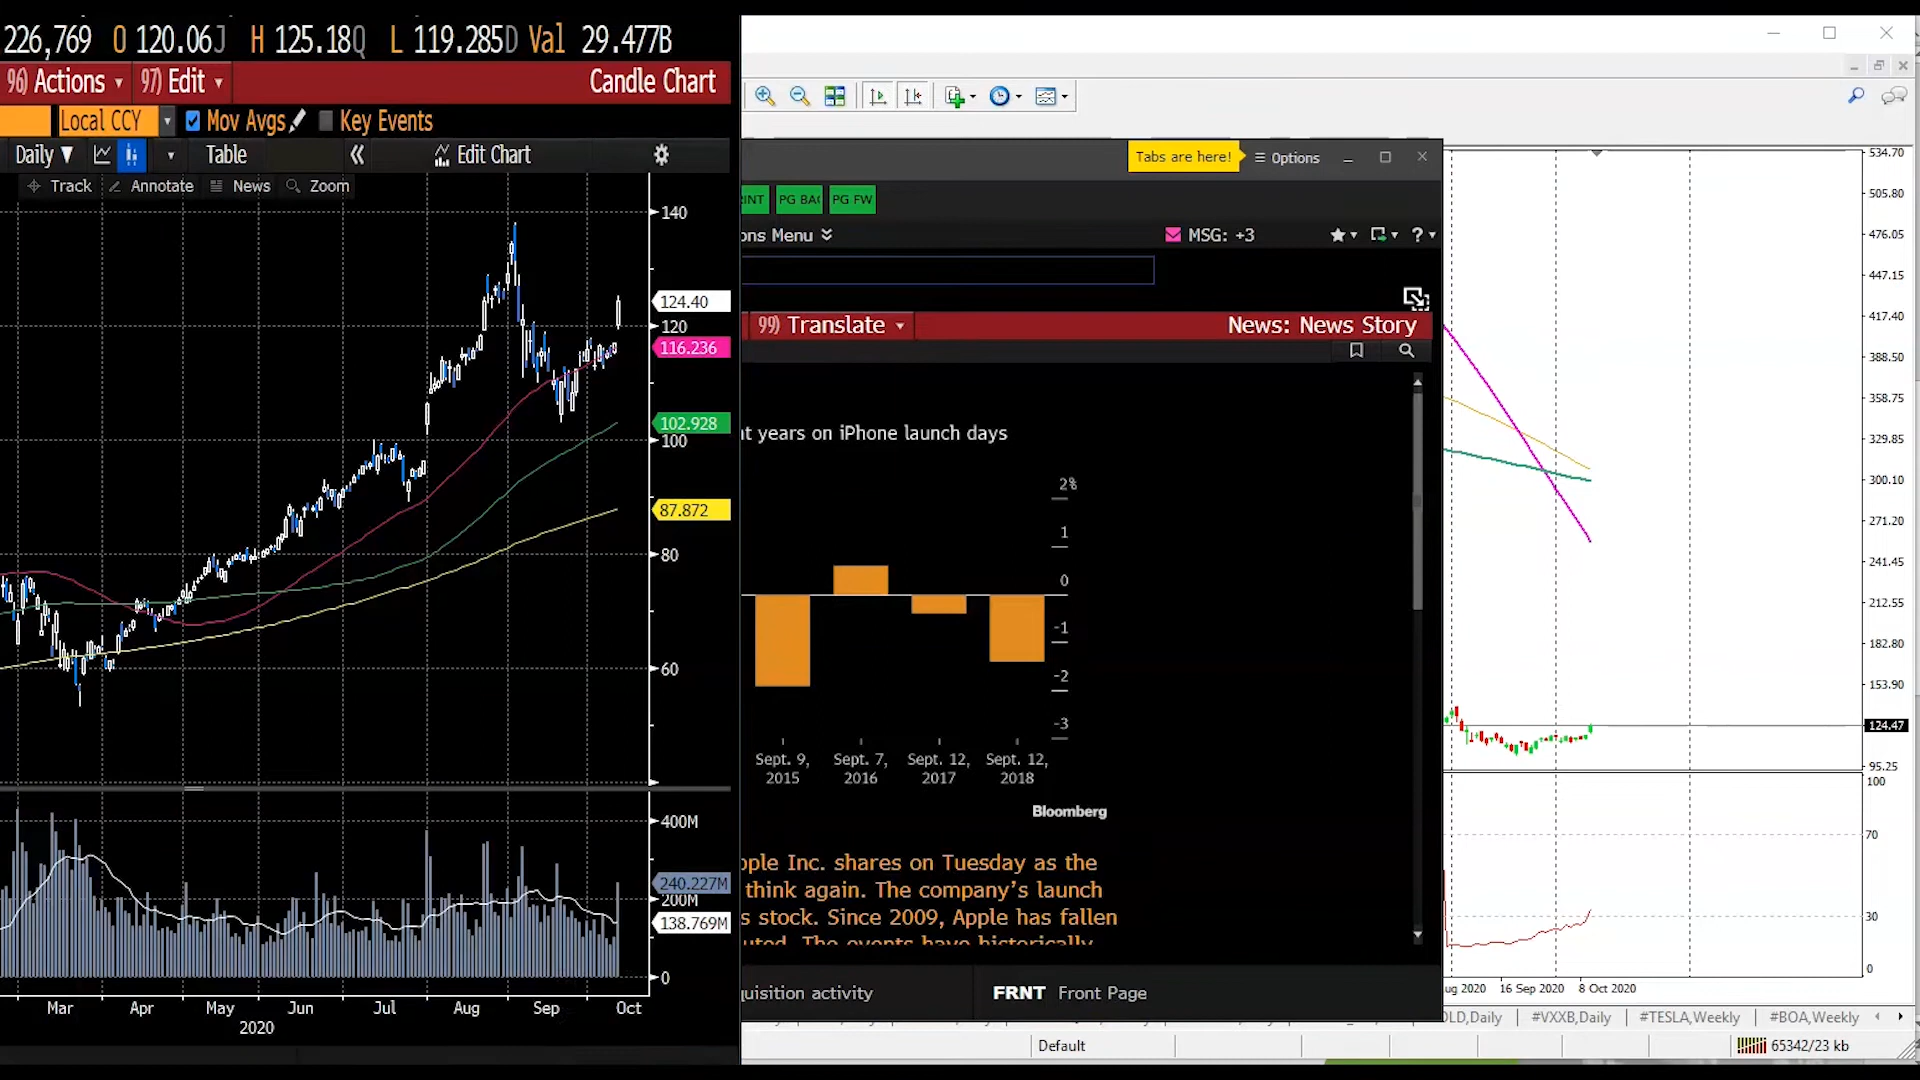 226,769 O 120.06J H 125.18Q L 119.285D Val 29.477B
96) Actions 97) Edit Candle Chart
Local CCY Mov Avgs Key Events
Daily Table Edit Chart
Track Annotate News Zoom
140
124.40
120
116.236
102.928
100
87.872
80
60
400M
240.227M
200M
138.769M
0
Mar Apr May Jun Jul Aug Sep Oct
2020
Tabs are here! Options
PG FW
Menu MSG: +3
99) Translate News: News Story
years on iPhone launch days
2%
1
0
-1
-2
-3
Sept. 9, Sept. 7, Sept. 12, Sept. 12,
2015 2016 2017 2018
Bloomberg
Inc. shares on Tuesday as the
think again. The company's launch
stock. Since 2009, Apple has fallen
The events have historically
activity FRNT Front Page
534.70
505.80
476.05
447.15
417.40
388.50
358.75
329.85
300.10
271.20
241.45
212.55
182.80
153.90
124.47
95.25
100
70
30
0
2020 16 Sep 2020 8 Oct 2020
Daily #VXXB,Daily #TESLA,Weekly #BOA,Weekly
Default 65342/23 kb